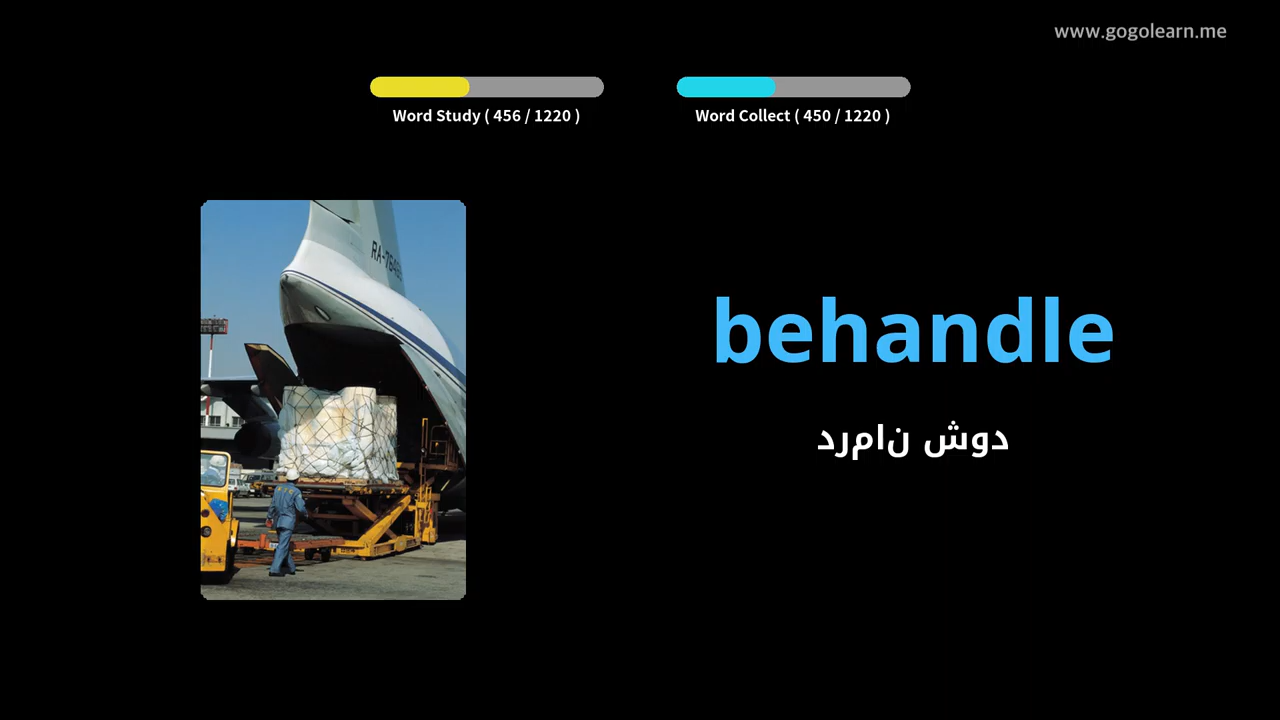 www.gogolearn.me
Word Study ( 456 / 1220 )
Word Collect ( 450 / 1220 )
behandle
دوش نامرد